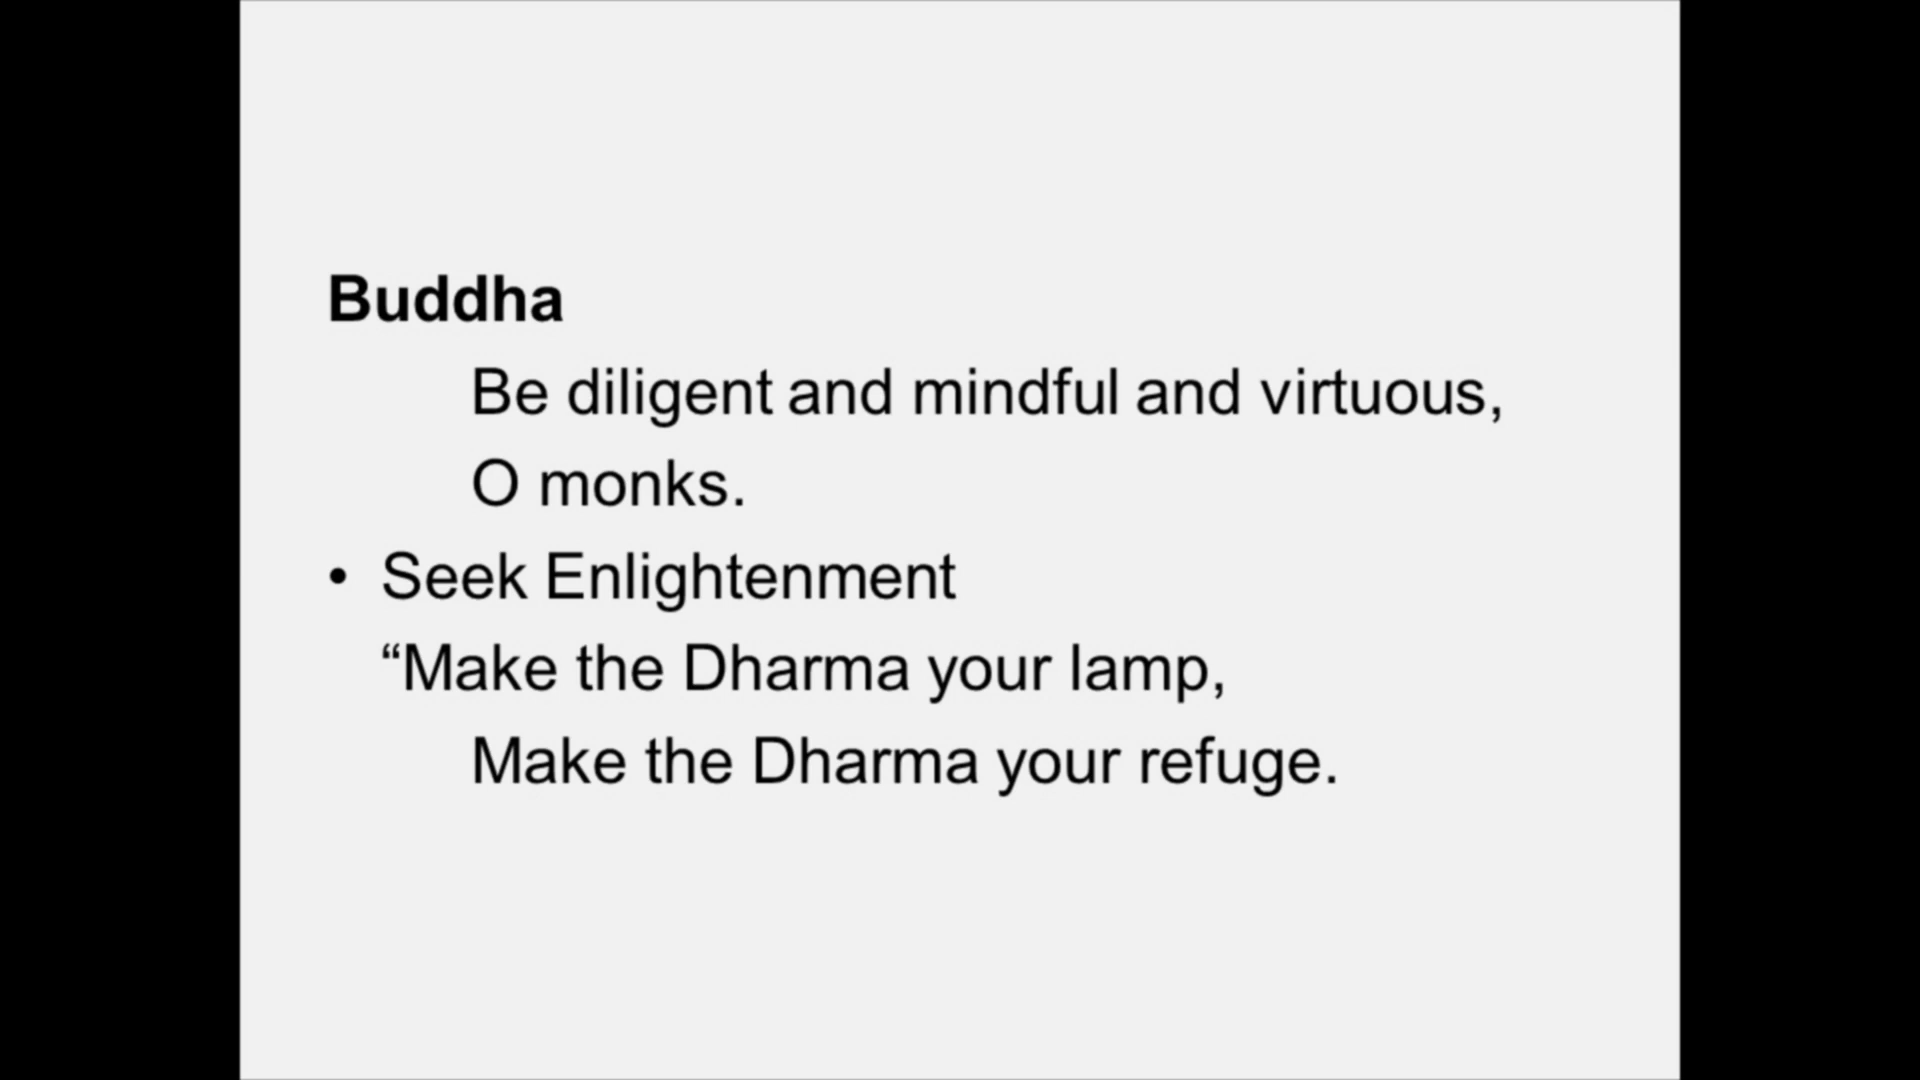 Buddha
Be diligent and mindful and virtuous,
O monks.
• Seek Enlightenment
“Make the Dharma your lamp,
Make the Dharma your refuge.